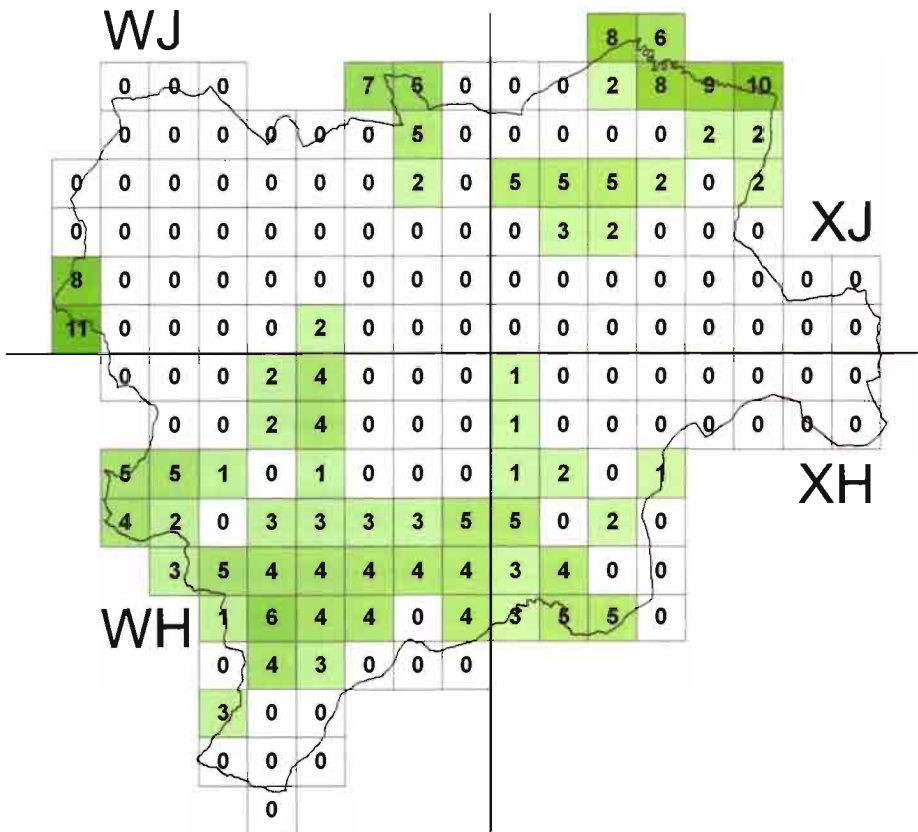 WJ
8 6
0 0 0 7 6 0 0 0 2 8 9 10
0 0 0 0 0 0 5 0 0 0 0 0 0 2 2
0 0 0 0 0 0 0 2 0 5 5 5 2 0 2
XJ
0 0 0 0 0 0 0 0 0 0 3 2 0 0 0
8 0 0 0 0 0 0 0 0 0 0 0 0 0 0 0 0
11 0 0 0 0 2 0 0 0 0 0 0 0 0 0 0 0
0 0 0 2 4 0 0 0 1 0 0 0 0 0 0 0
0 0 2 4 0 0 0 1 0 0 0 0 0 0 0
5 5 1 0 1 0 0 0 1 2 0 1
XH
4 2 0 3 3 3 3 5 5 0 2 0
3 5 4 4 4 4 4 3 4 0 0
WH
1 6 4 4 0 4 3 5 5 0
0 4 3 0 0 0
3 0 0
0 0 0
0